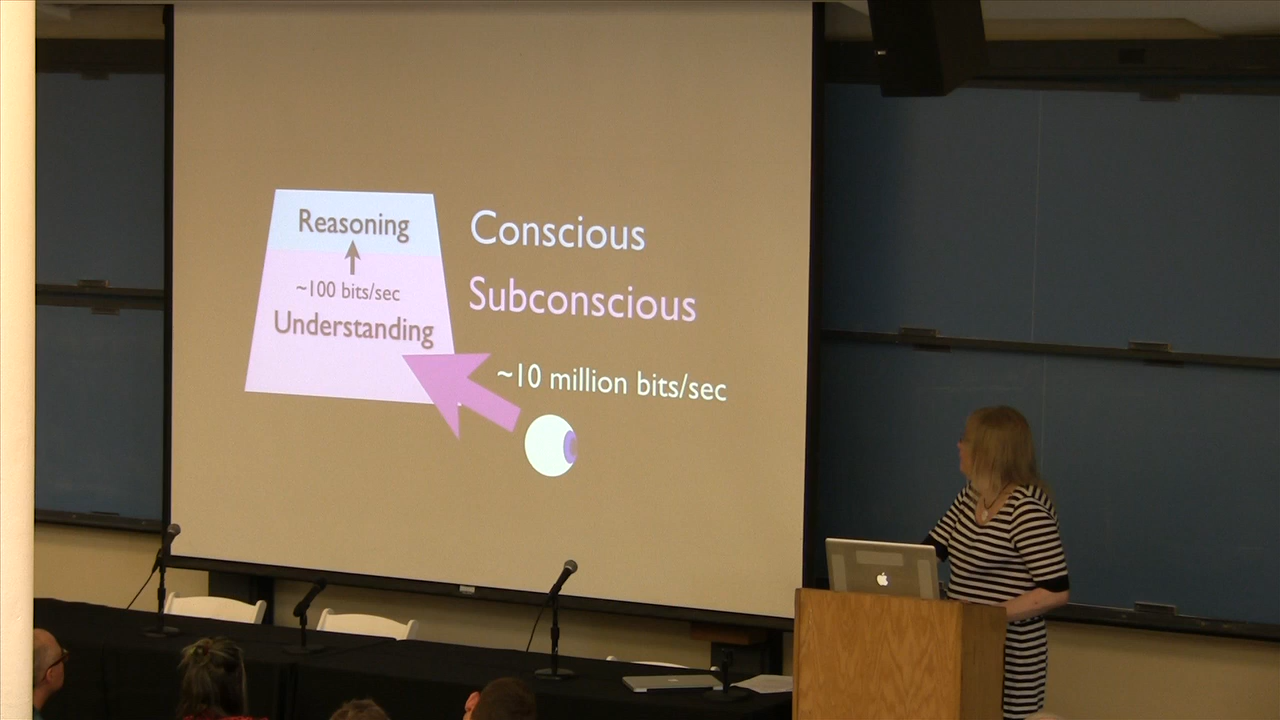 Reasoning
~100 bits/sec
Understanding
Conscious
Subconscious
~10 million bits/sec